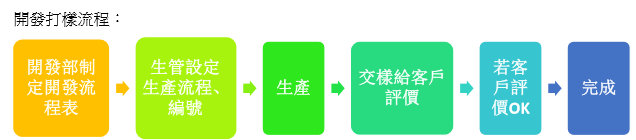 開發打樣流程：
開發部制
定開發流
程表
生管設定
生產流程、
編號
生產
交樣給客戶
評價
若客
戶評
價OK
完成